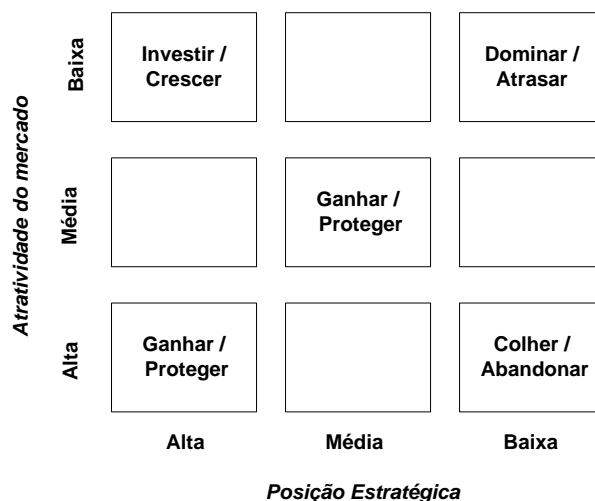 Atratividade do mercado
Baixa
Investir /
Crescer
Dominar /
Atrasar
Média
Ganhar /
Proteger
Alta
Ganhar /
Proteger
Colher /
Abandonar
Alta
Média
Baixa
Posição Estratégica